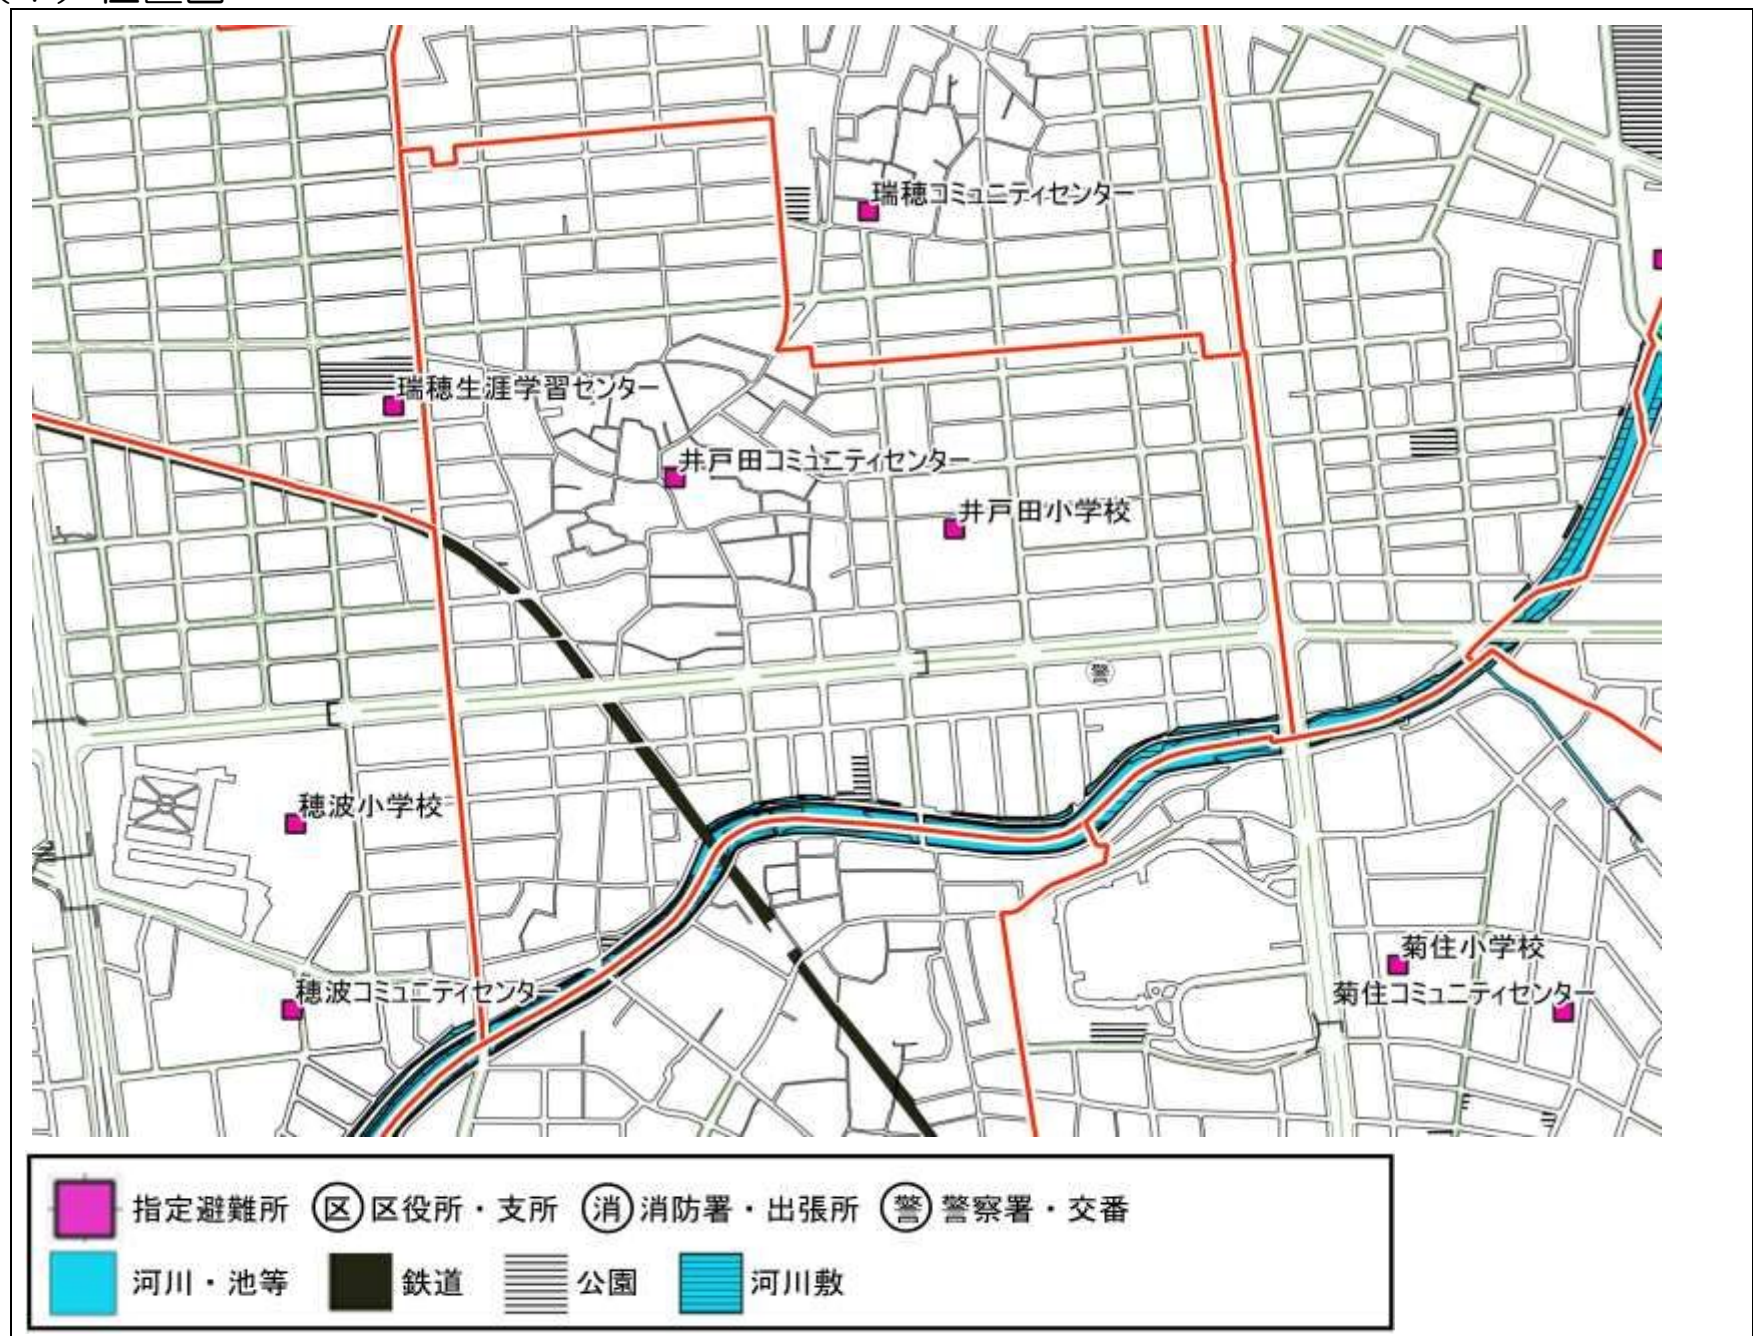 瑞穂コミュニティセンター
瑞穂生涯学習センター
井戸田コミュニティセンター
井戸田小学校
警
穂波小学校
菊住小学校
穂波コミュニティセンター
菊住コミュニティセンター
指定避難所 区 区役所・支所 消 消防署・出張所 警 警察署・交番
河川・池等 鉄道 公園 河川敷